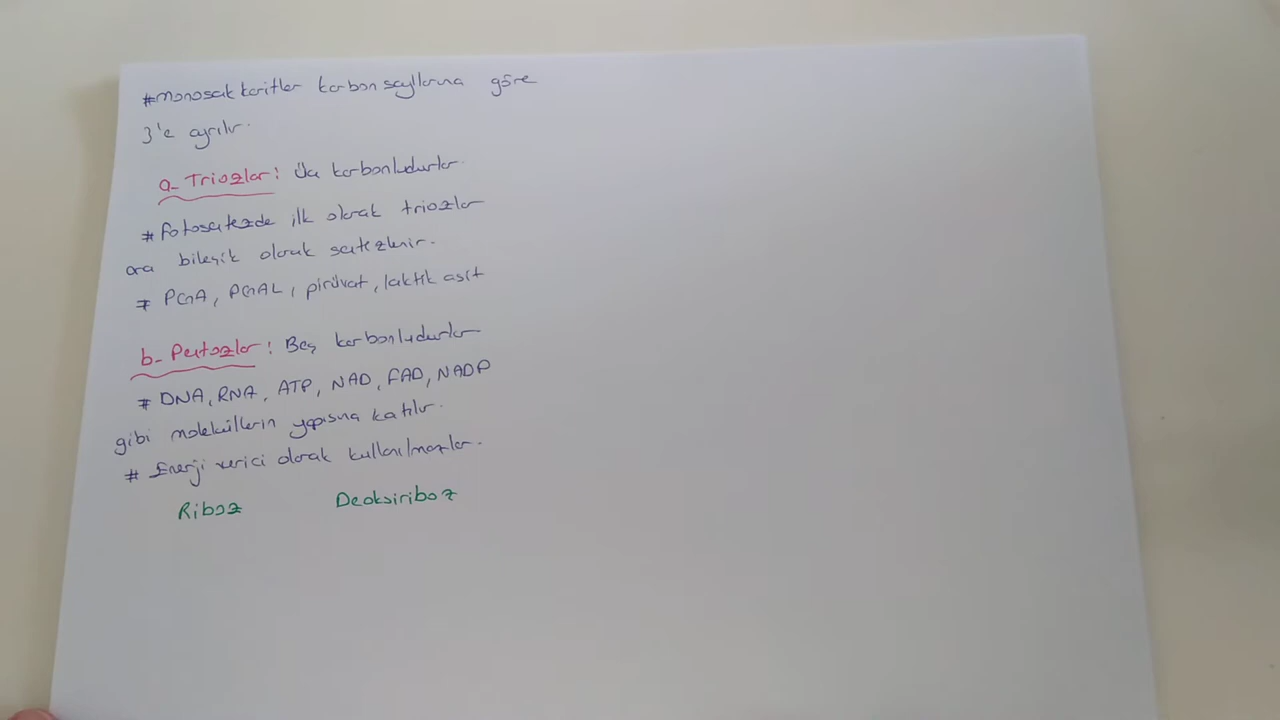 #monosakkaritler karbon sayılarına göre
3'e ayrılır.
a- Triozlar: Üç karbonludurlar.
# Fotosentezde ilk olarak triozlar
ara bileşik olarak sentezlenir.
# PGA, PGAL, pirüvat, laktik asit
b- Pentozlar: Beş karbonludurlar
# DNA, RNA, ATP, NAD, FAD, NADP
gibi moleküllerin yapısına katılır.
# Enerji verici olarak kullanılmazlar.
Riboz Deoksiriboz